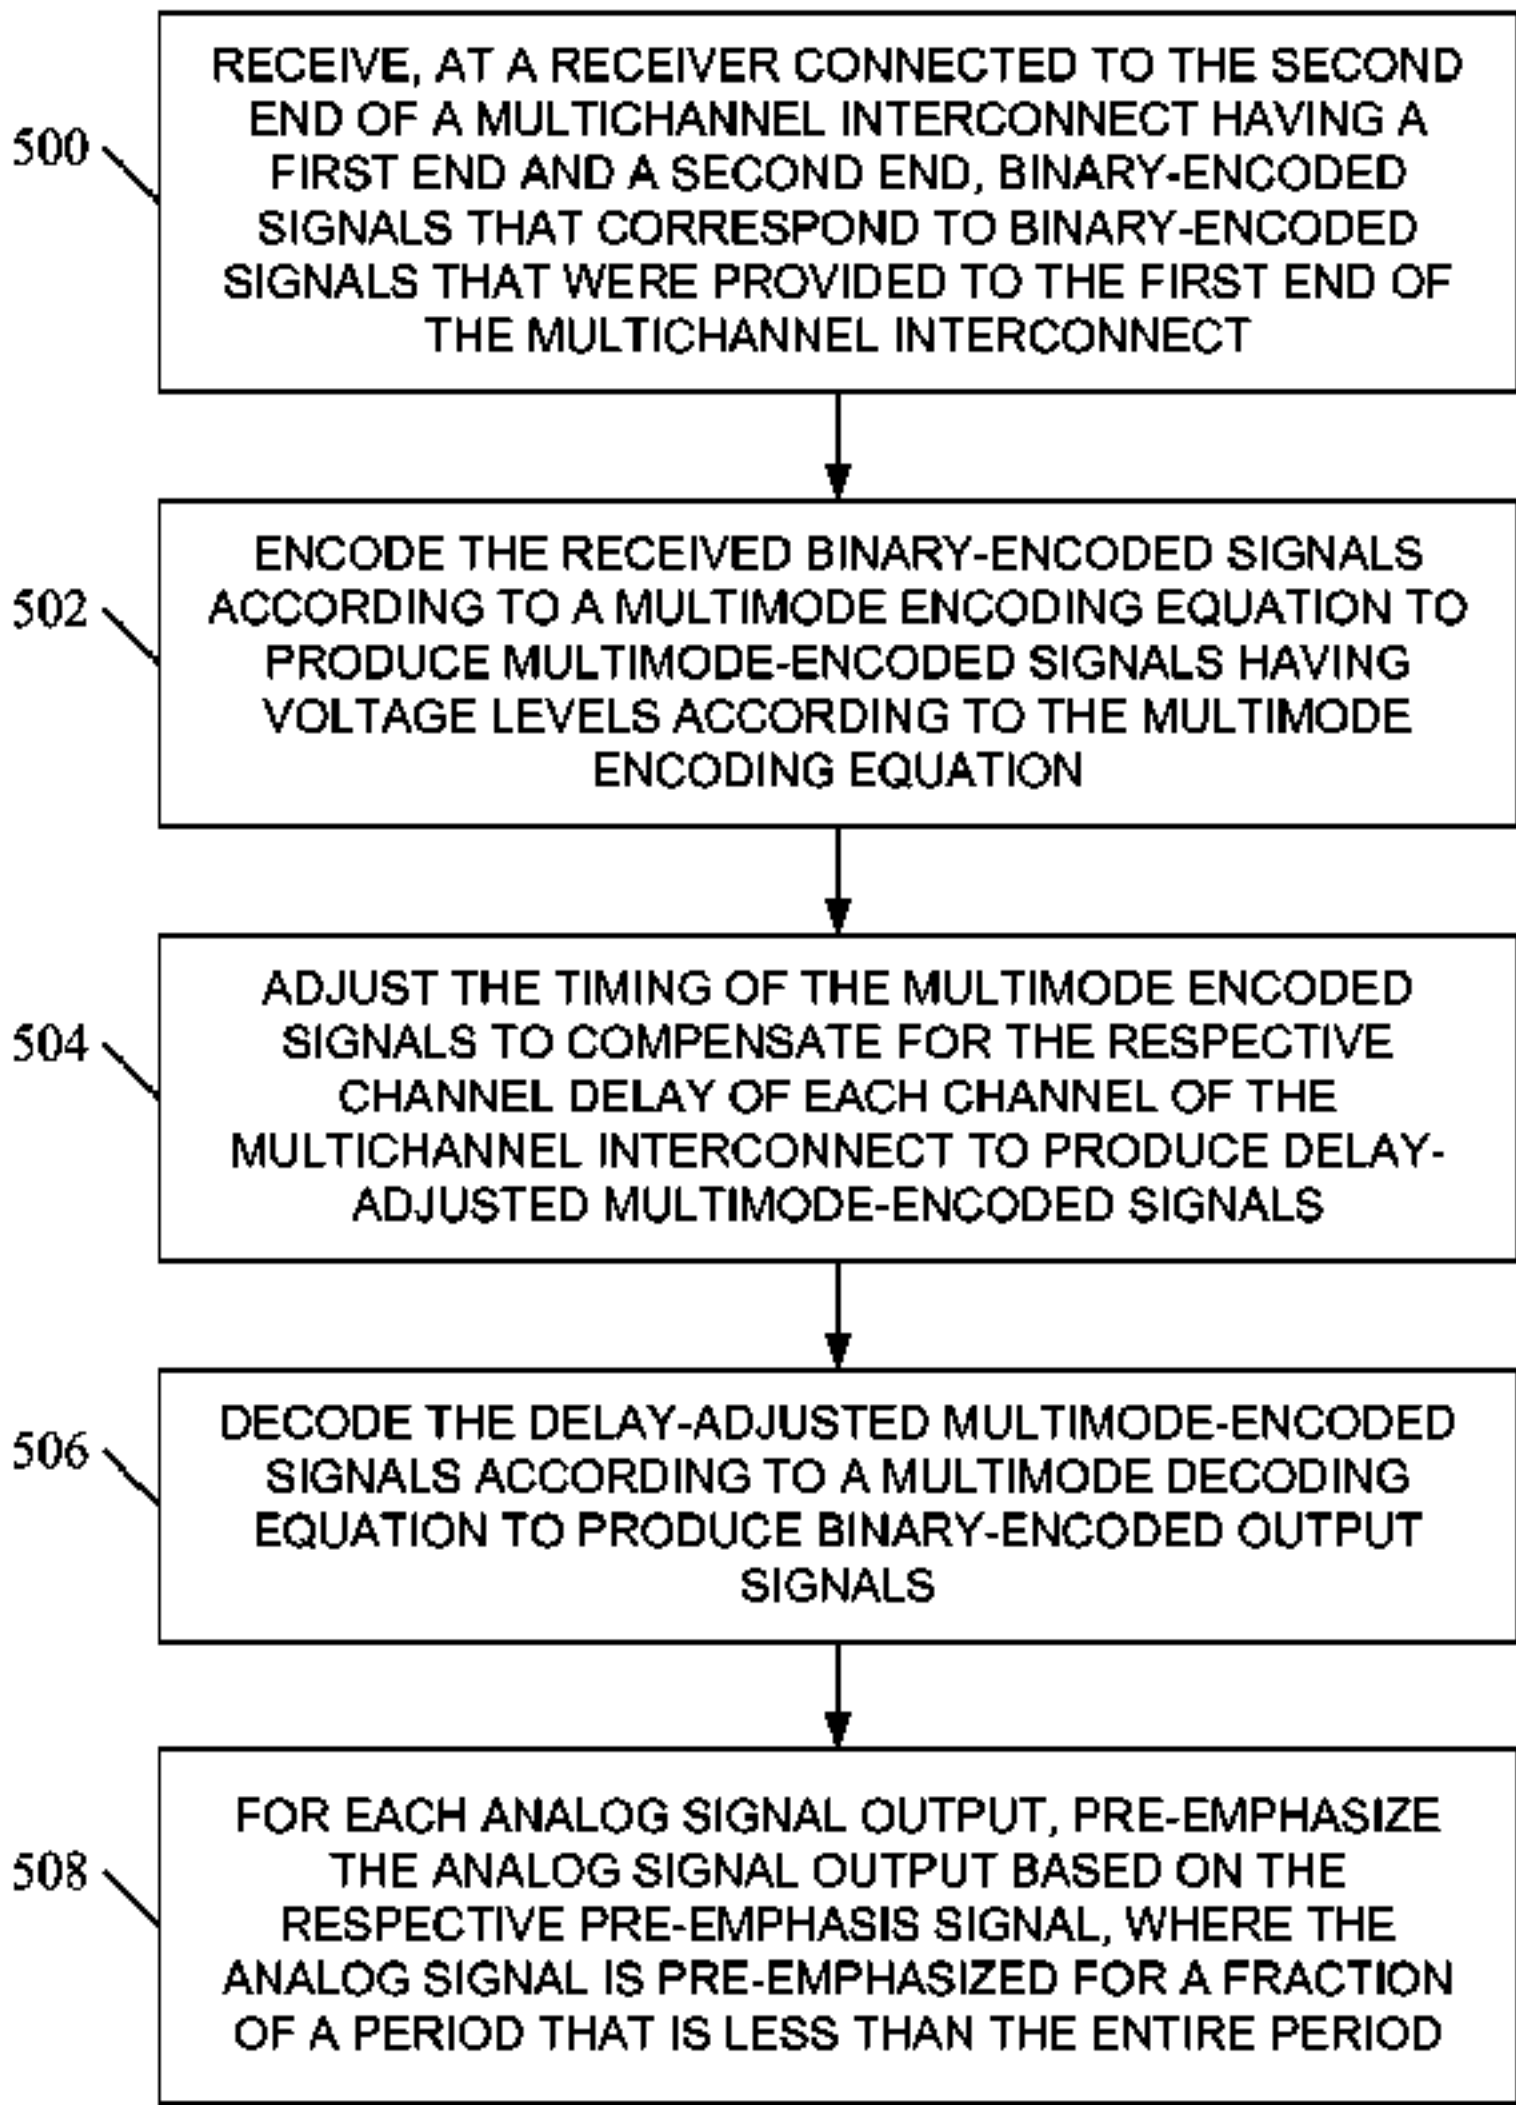 RECEIVE, AT A RECEIVER CONNECTED TO THE SECOND
END OF A MULTICHANNEL INTERCONNECT HAVING A
FIRST END AND A SECOND END, BINARY-ENCODED
SIGNALS THAT CORRESPOND TO BINARY-ENCODED
SIGNALS THAT WERE PROVIDED TO THE FIRST END OF
THE MULTICHANNEL INTERCONNECT
500
ENCODE THE RECEIVED BINARY-ENCODED SIGNALS
ACCORDING TO A MULTIMODE ENCODING EQUATION TO
PRODUCE MULTIMODE-ENCODED SIGNALS HAVING
VOLTAGE LEVELS ACCORDING TO THE MULTIMODE
ENCODING EQUATION
502
ADJUST THE TIMING OF THE MULTIMODE ENCODED
SIGNALS TO COMPENSATE FOR THE RESPECTIVE
CHANNEL DELAY OF EACH CHANNEL OF THE
MULTICHANNEL INTERCONNECT TO PRODUCE DELAY-
ADJUSTED MULTIMODE-ENCODED SIGNALS
504
DECODE THE DELAY-ADJUSTED MULTIMODE-ENCODED
SIGNALS ACCORDING TO A MULTIMODE DECODING
EQUATION TO PRODUCE BINARY-ENCODED OUTPUT
SIGNALS
506
FOR EACH ANALOG SIGNAL OUTPUT, PRE-EMPHASIZE
THE ANALOG SIGNAL OUTPUT BASED ON THE
RESPECTIVE PRE-EMPHASIS SIGNAL, WHERE THE
ANALOG SIGNAL IS PRE-EMPHASIZED FOR A FRACTION
OF A PERIOD THAT IS LESS THAN THE ENTIRE PERIOD
508